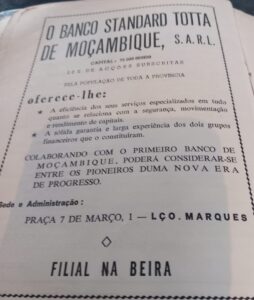 O BANCO STANDARD TOTTA
DE MOÇAMBIQUE, S.A.R.L.
CAPITAL:
DE ACÇÕES SUBSCRITAS
PELA POPULAÇÃO DE TODA A PROVÍNCIA
oferece-lhe:
★ A eficiência dos seus serviços especializados em tudo
quanto se relaciona com a segurança, movimentação
e rendimento de capitais.
★ A sólida garantia e larga experiência dos dois grupos
financeiros que o constituíram.
COLABORANDO COM O PRIMEIRO BANCO DE
MOÇAMBIQUE, PODERÁ CONSIDERAR-SE
ENTRE OS PIONEIROS DUMA NOVA ERA
DE PROGRESSO.
Sede e Administração:
PRAÇA 7 DE MARÇO, 1 — LÇO. MARQUES
FILIAL NA BEIRA